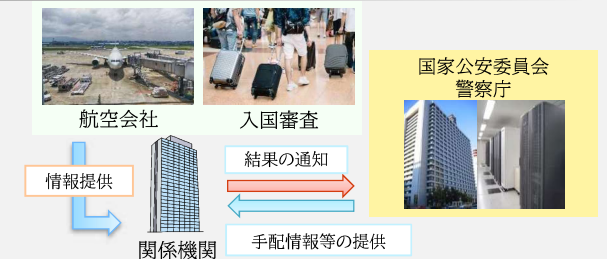 航空会社
入国審査
国家公安委員会
警察庁
情報提供
結果の通知
関係機関
手配情報等の提供